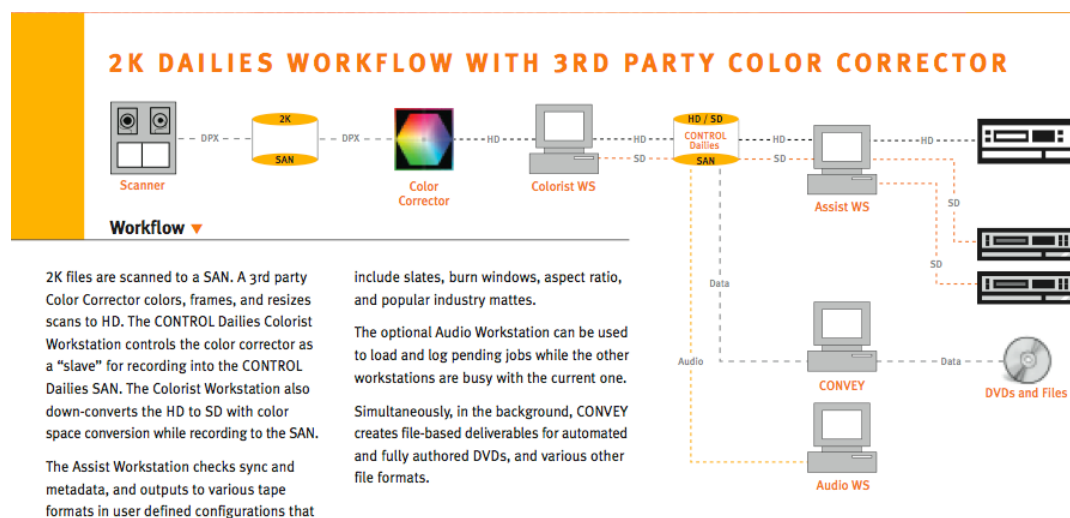 2K DAILIES WORKFLOW WITH 3RD PARTY COLOR CORRECTOR
2K
HD / SD
DPX
DPX
HD
HD
CONTROL
Dailies
HD
HD
SAN
SD
SAN
SD
Scanner
Color
Corrector
Colorist WS
Assist WS
SD
SD
Workflow ▼
2K files are scanned to a SAN. A 3rd party
Color Corrector colors, frames, and resizes
scans to HD. The CONTROL Dailies Colorist
Workstation controls the color corrector as
a “slave” for recording into the CONTROL
Dailies SAN. The Colorist Workstation also
down-converts the HD to SD with color
space conversion while recording to the SAN.
The Assist Workstation checks sync and
metadata, and outputs to various tape
formats in user defined configurations that
include slates, burn windows, aspect ratio,
and popular industry mattes.
The optional Audio Workstation can be used
to load and log pending jobs while the other
workstations are busy with the current one.
Simultaneously, in the background, CONVEY
creates file-based deliverables for automated
and fully authored DVDs, and various other
file formats.
Data
Audio
CONVEY
Data
DVDs and Files
Audio WS